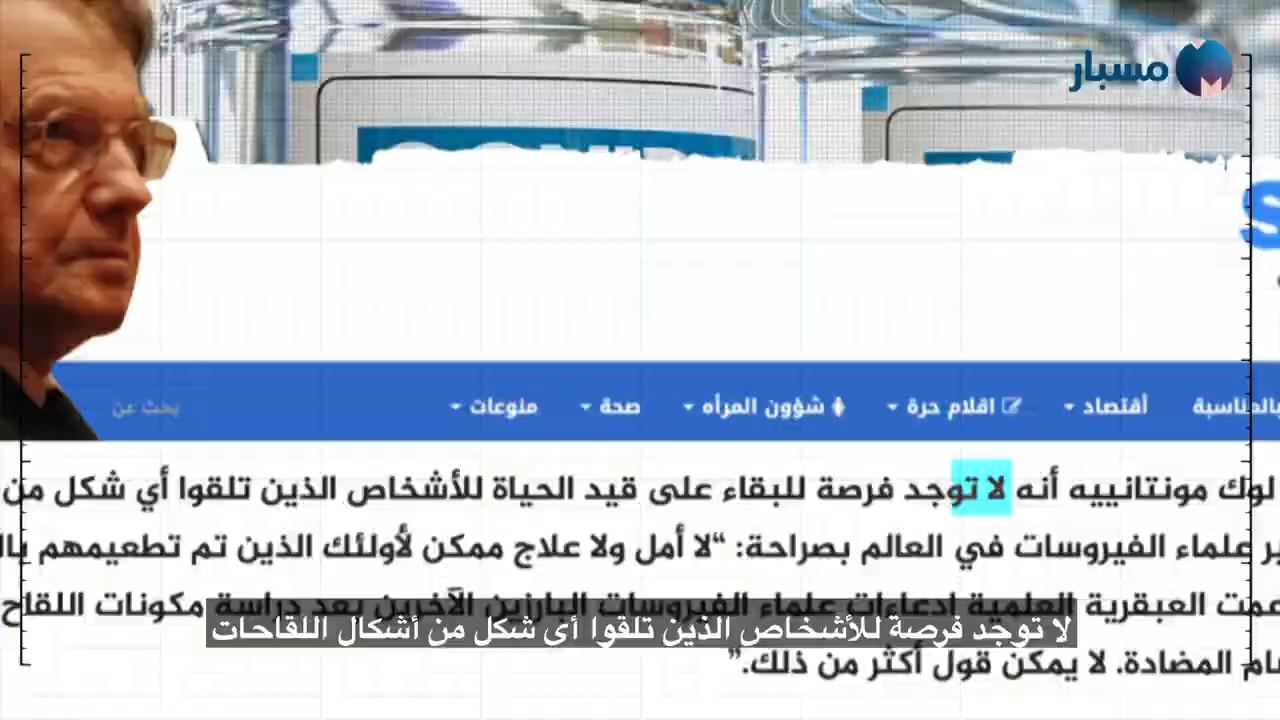 مسبار
بالمناسبة أقتصاد اقلام حرة شؤون المرأه صحة منوعات بحث عن
لوك مونتانييه أنه لا توجد فرصة للبقاء على قيد الحياة للأشخاص الذين تلقوا أي شكل من
علماء الفيروسات في العالم بصراحة: “لا أمل ولا علاج ممكن لأولئك الذين تم تطعيمهم
العبقرية العلمية ادعاءات علماء الفيروسات البارزين الآخرين بعد دراسة مكونات اللقاح
لا توجد فرصة للأشخاص الذين تلقوا أي شكل من أشكال اللقاحات
المضادة. لا يمكن قول أكثر من ذلك.”